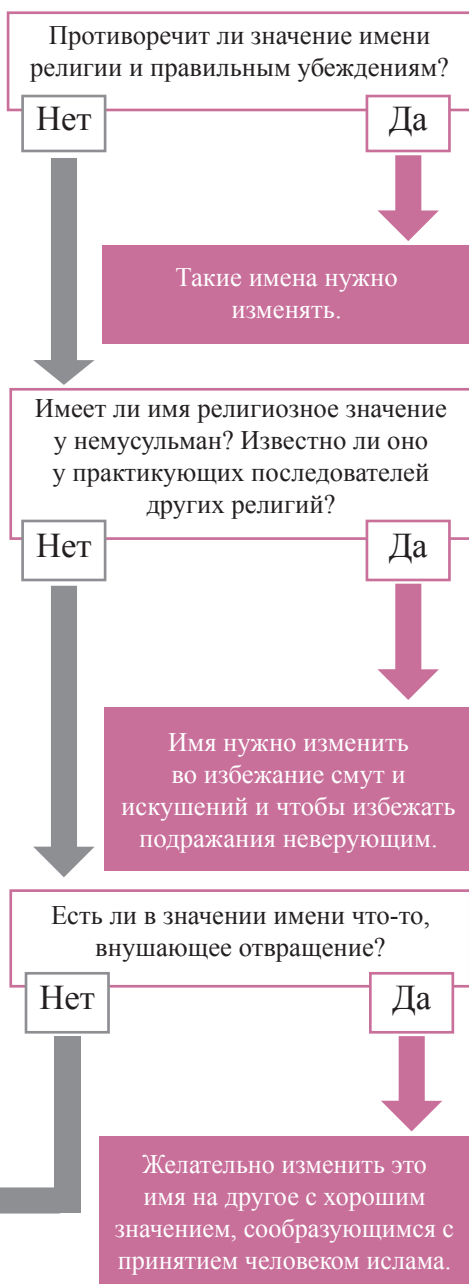 Противоречит ли значение имени
религии и правильным убеждениям?
Нет
Да
Такие имена нужно
изменять.
Имеет ли имя религиозное значение
у немусульман? Известно ли оно
у практикующих последователей
других религий?
Нет
Да
Имя нужно изменить
во избежание смут и
искушений и чтобы избежать
подражания неверующим.
Есть ли в значении имени что-то,
внушающее отвращение?
Нет
Да
Желательно изменить это
имя на другое с хорошим
значением, сообразующимся с
принятием человеком ислама.